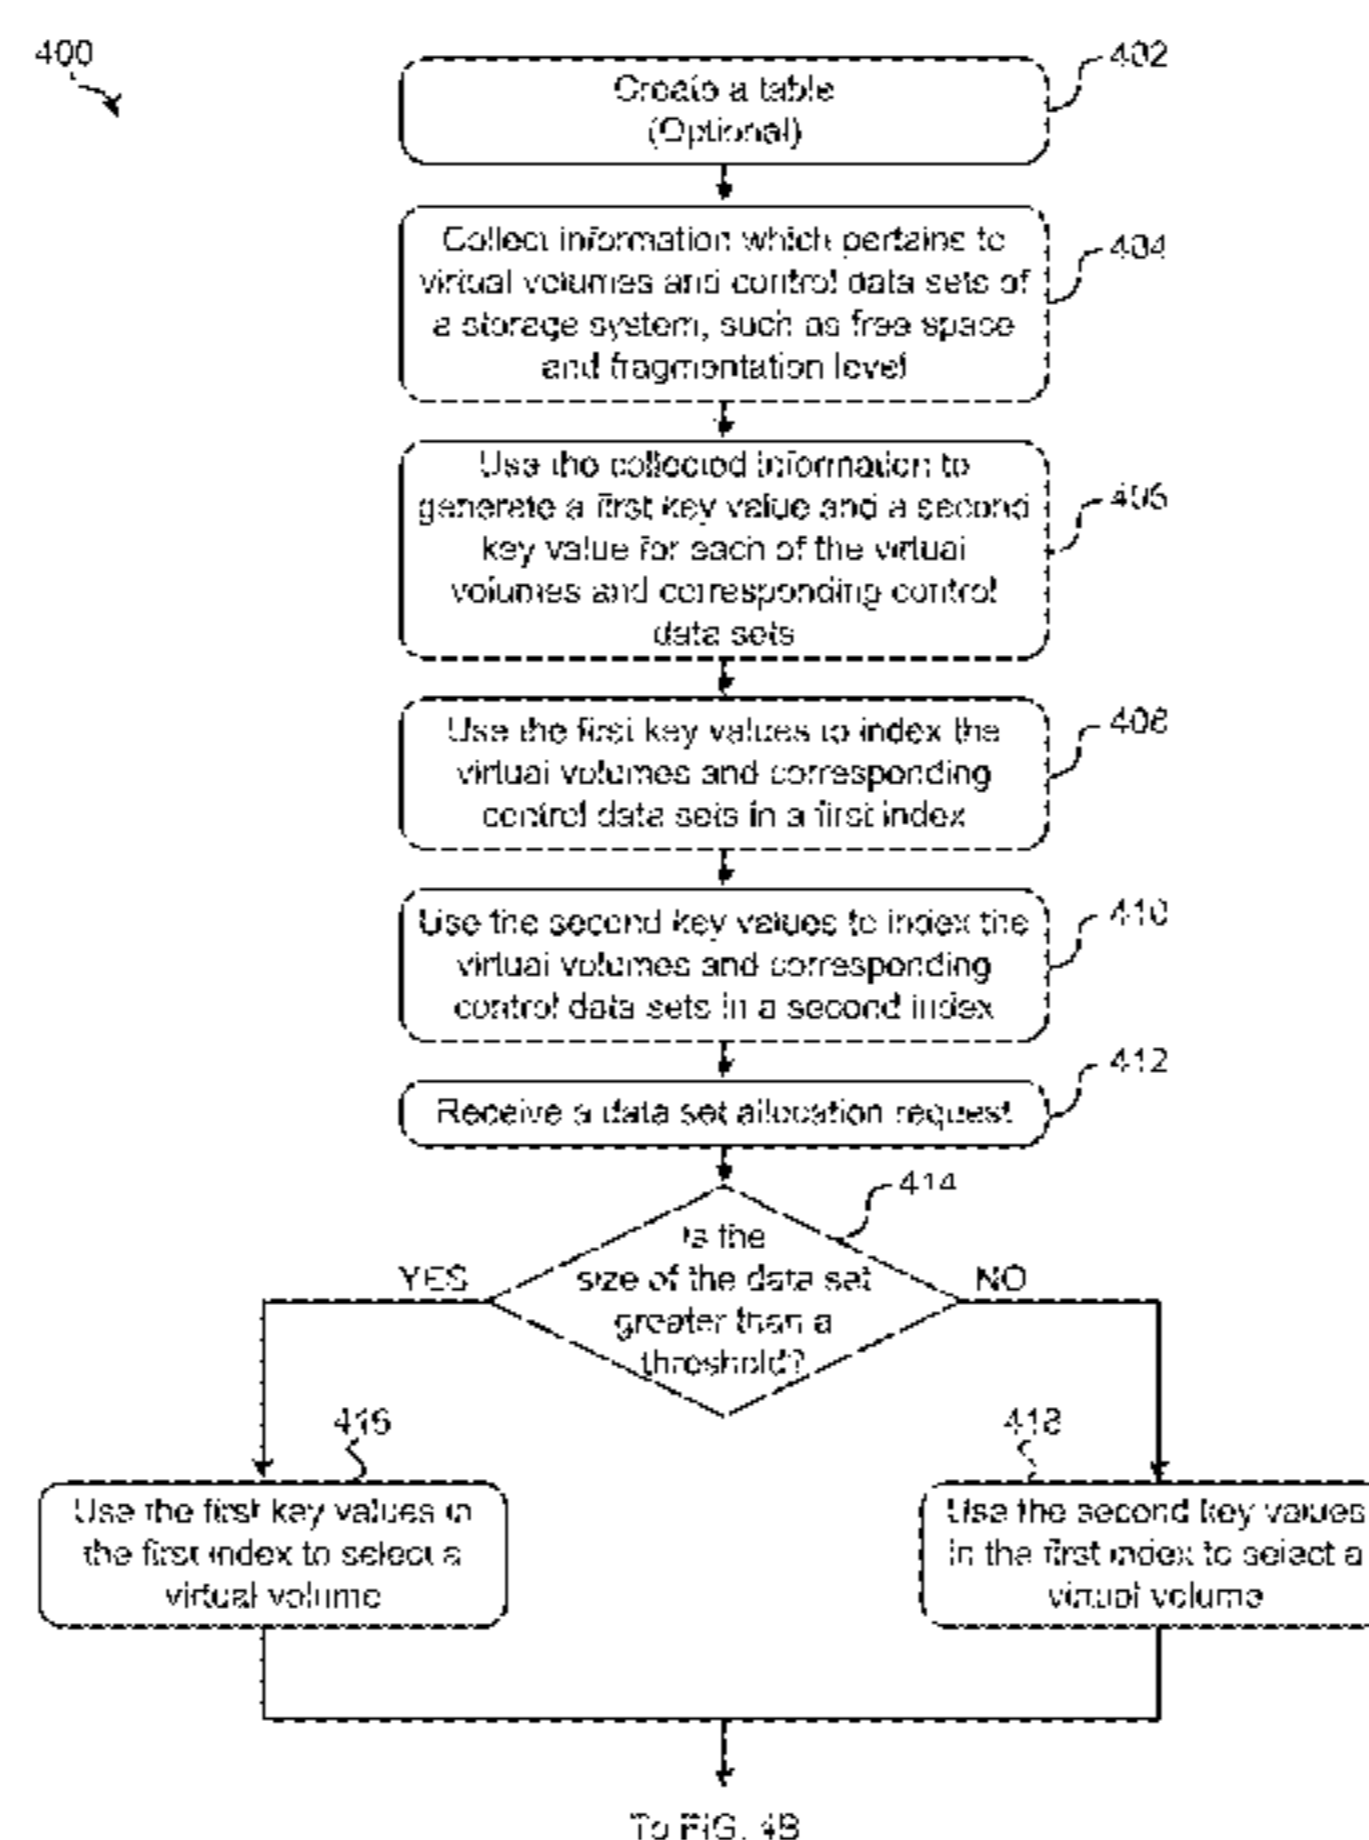 400
402
Create a table
(Optional)
404
Collect information which pertains to
virtual volumes and control data sets of
a storage system, such as free space
and fragmentation level
406
Use the collected information to
generate a first key value and a second
key value for each of the virtual
volumes and corresponding control
data sets
408
Use the first key values to index the
virtual volumes and corresponding
control data sets in a first index
410
Use the second key values to index the
virtual volumes and corresponding
control data sets in a second index
412
Receive a data set allocation request
414
Is the
size of the data set
greater than a
threshold?
YES
NO
416
Use the first key values in
the first index to select a
virtual volume
418
Use the second key values
in the first index to select a
virtual volume
To FIG. 4B